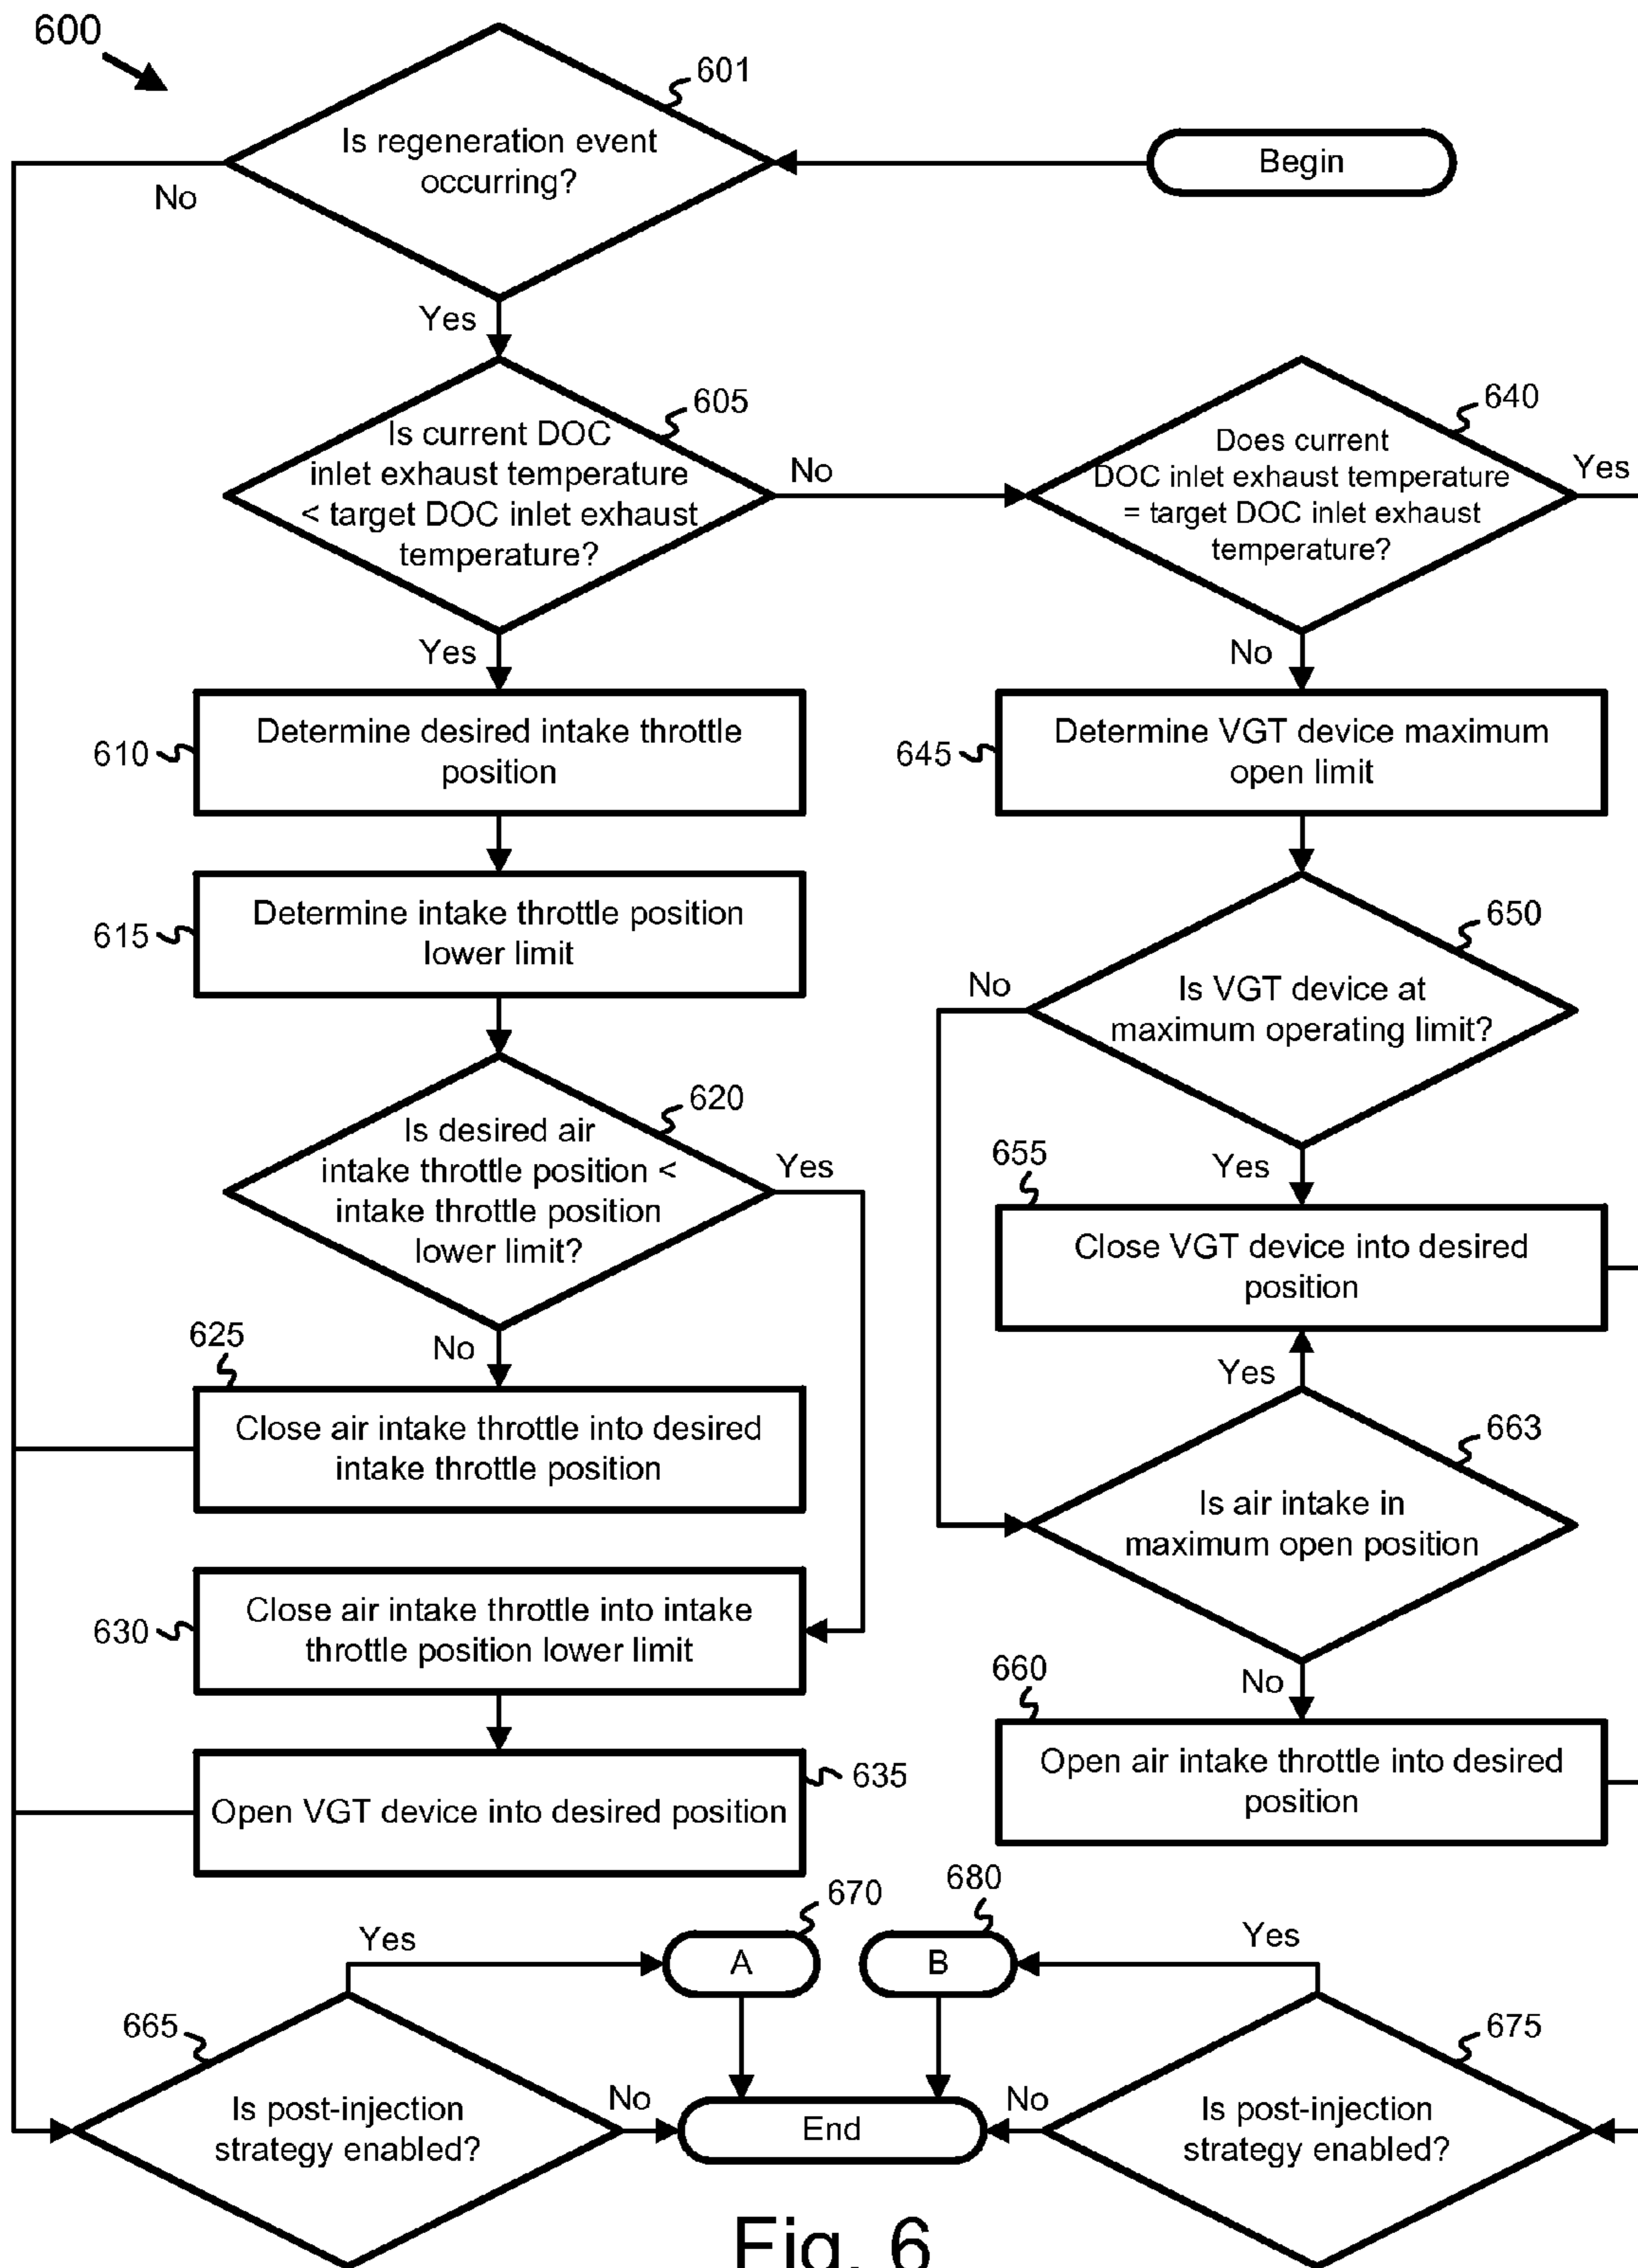 600
601
Is regeneration event
occurring?
Begin
No
Yes
605
Is current DOC
inlet exhaust temperature
< target DOC inlet exhaust
temperature?
No
640
Does current
DOC inlet exhaust temperature
= target DOC inlet exhaust
temperature?
Yes
Yes
No
610
Determine desired intake throttle
position
645
Determine VGT device maximum
open limit
615
Determine intake throttle position
lower limit
650
Is VGT device at
maximum operating limit?
No
Yes
620
Is desired air
intake throttle position <
intake throttle position
lower limit?
Yes
No
655
Close VGT device into desired
position
625
Close air intake throttle into desired
intake throttle position
Yes
663
Is air intake in
maximum open position
No
630
Close air intake throttle into intake
throttle position lower limit
660
Open air intake throttle into desired
position
635
Open VGT device into desired position
670
A
680
B
Yes
Yes
665
Is post-injection
strategy enabled?
No
End
No
675
Is post-injection
strategy enabled?
Fig. 6